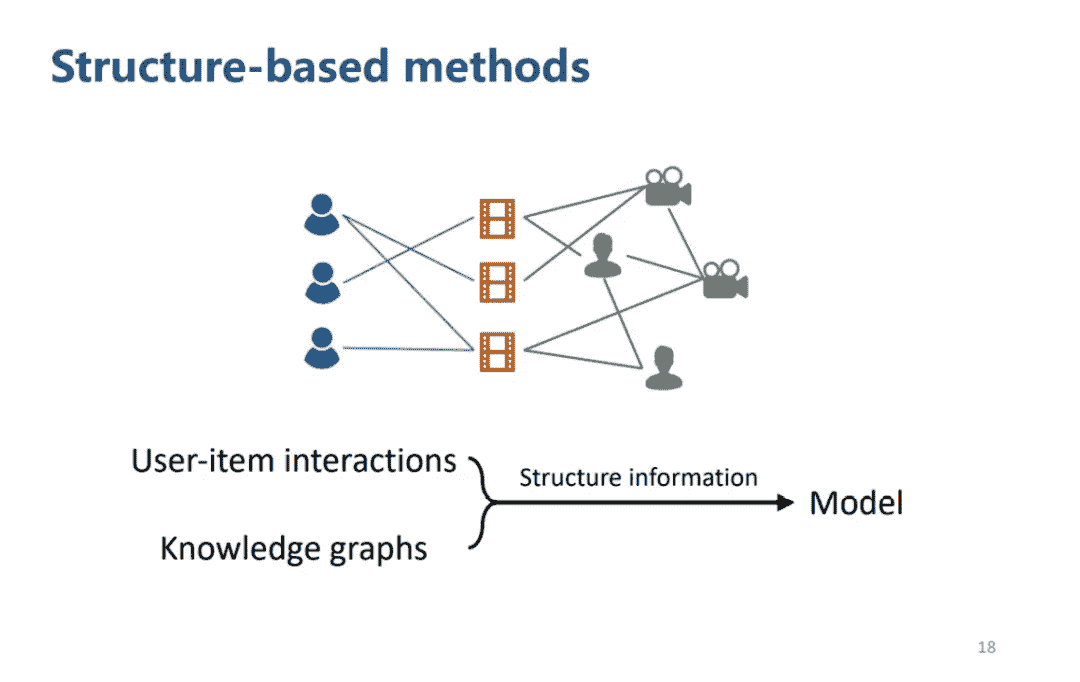 Structure-based methods
User-item interactions
Structure information
Model
Knowledge graphs
18